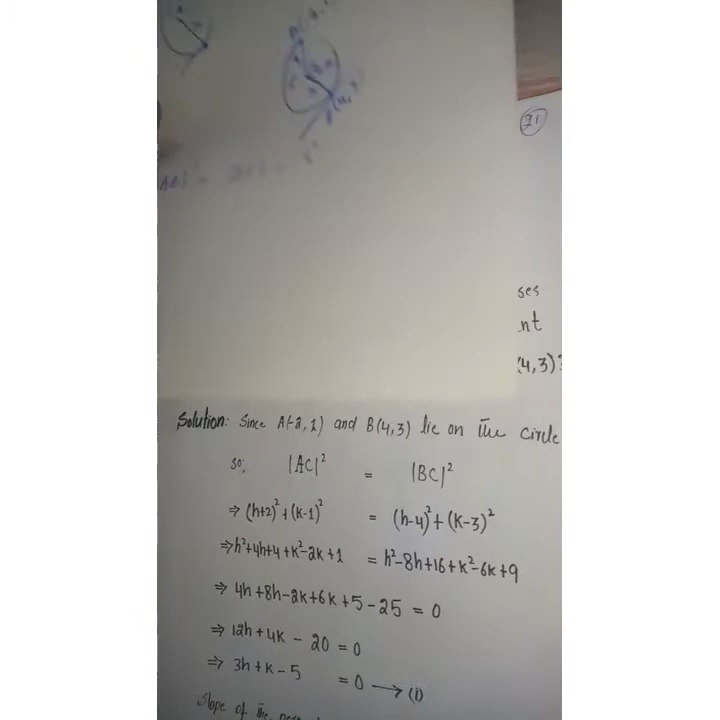 21
ses
nt
(4,3)?
Solution: Since A(-2,1) and B(4,3) lie on the circle
so: |AC|² = |BC|²
⇒ (h+2)²+(k-1)² = (h-4)²+(k-3)²
⇒ h²+4h+4+k²-2k+1 = h²-8h+16+k²-6k+9
⇒ 4h+8h-2k+6k+5-25 = 0
⇒ 12h+4k-20 = 0
⇒ 3h+k-5 = 0 → (i)
Slope of the